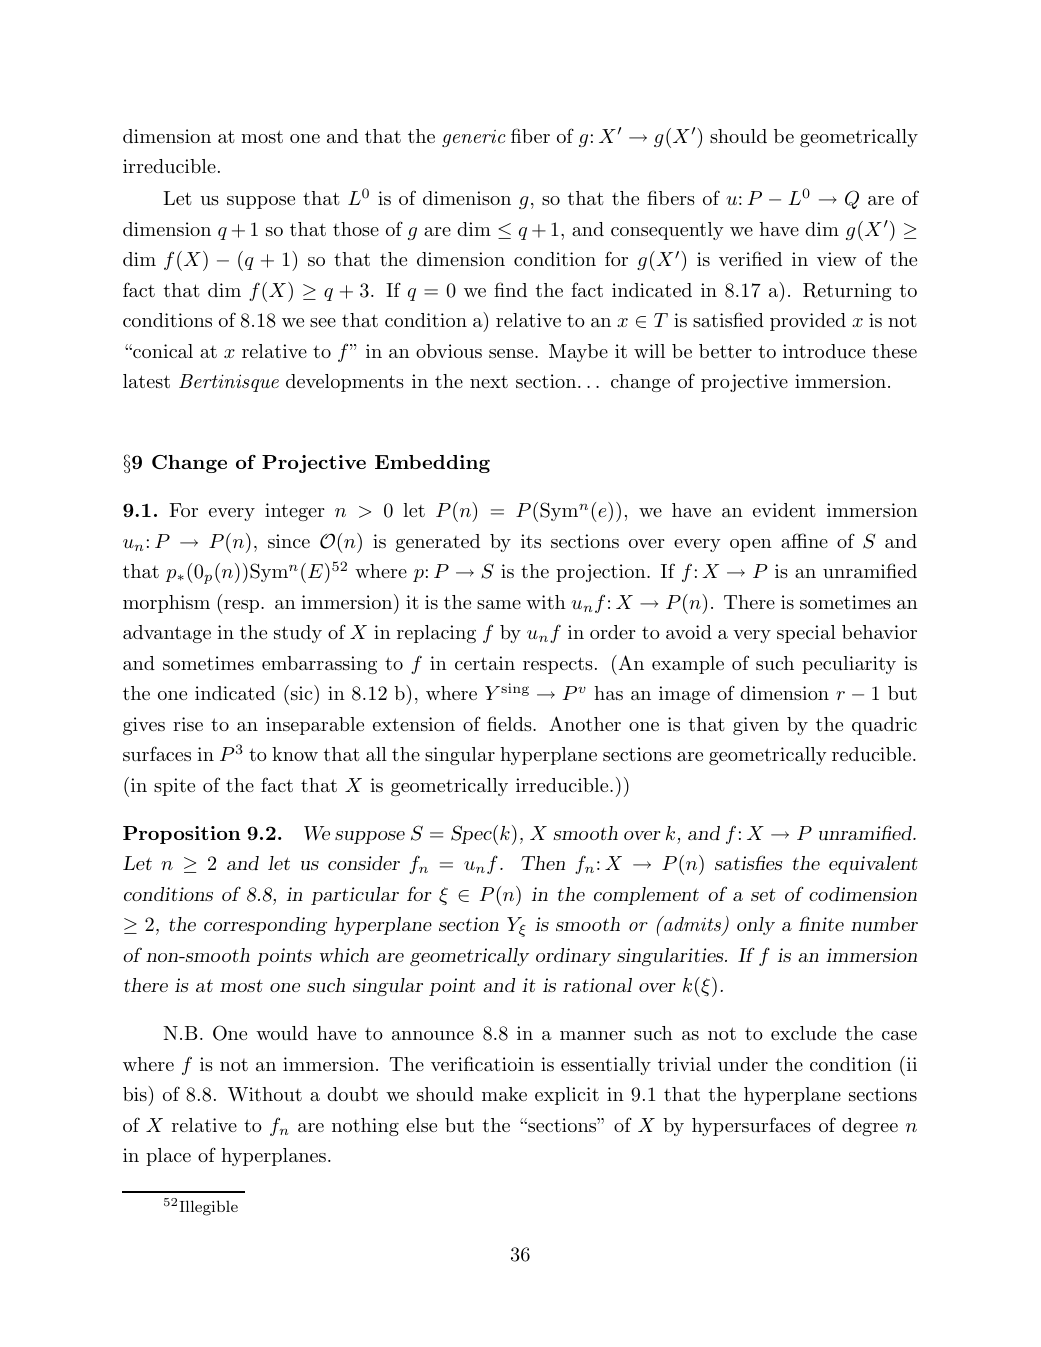 dimension at most one and that the generic fiber of g: X′ → g(X′) should be geometrically
irreducible.
Let us suppose that L⁰ is of dimenison g, so that the fibers of u: P − L⁰ → Q are of
dimension q + 1 so that those of g are dim ≤ q + 1, and consequently we have dim g(X′) ≥
dim f(X) − (q + 1) so that the dimension condition for g(X′) is verified in view of the
fact that dim f(X) ≥ q + 3. If q = 0 we find the fact indicated in 8.17 a). Returning to
conditions of 8.18 we see that condition a) relative to an x ∈ T is satisfied provided x is not
“conical at x relative to f” in an obvious sense. Maybe it will be better to introduce these
latest Bertinisque developments in the next section. . . change of projective immersion.
§9 Change of Projective Embedding
9.1. For every integer n > 0 let P(n) = P(Symⁿ(e)), we have an evident immersion
uₙ: P → P(n), since O(n) is generated by its sections over every open affine of S and
that p∗(0ₚ(n))Symⁿ(E)⁵² where p: P → S is the projection. If f: X → P is an unramified
morphism (resp. an immersion) it is the same with uₙf: X → P(n). There is sometimes an
advantage in the study of X in replacing f by uₙf in order to avoid a very special behavior
and sometimes embarrassing to f in certain respects. (An example of such peculiarity is
the one indicated (sic) in 8.12 b), where Y^sing → P^v has an image of dimension r − 1 but
gives rise to an inseparable extension of fields. Another one is that given by the quadric
surfaces in P³ to know that all the singular hyperplane sections are geometrically reducible.
(in spite of the fact that X is geometrically irreducible.))
Proposition 9.2. We suppose S = Spec(k), X smooth over k, and f: X → P unramified.
Let n ≥ 2 and let us consider fₙ = uₙf. Then fₙ: X → P(n) satisfies the equivalent
conditions of 8.8, in particular for ξ ∈ P(n) in the complement of a set of codimension
≥ 2, the corresponding hyperplane section Y_ξ is smooth or (admits) only a finite number
of non-smooth points which are geometrically ordinary singularities. If f is an immersion
there is at most one such singular point and it is rational over k(ξ).
N.B. One would have to announce 8.8 in a manner such as not to exclude the case
where f is not an immersion. The verificatioin is essentially trivial under the condition (ii
bis) of 8.8. Without a doubt we should make explicit in 9.1 that the hyperplane sections
of X relative to fₙ are nothing else but the “sections” of X by hypersurfaces of degree n
in place of hyperplanes.
⁵²Illegible
36